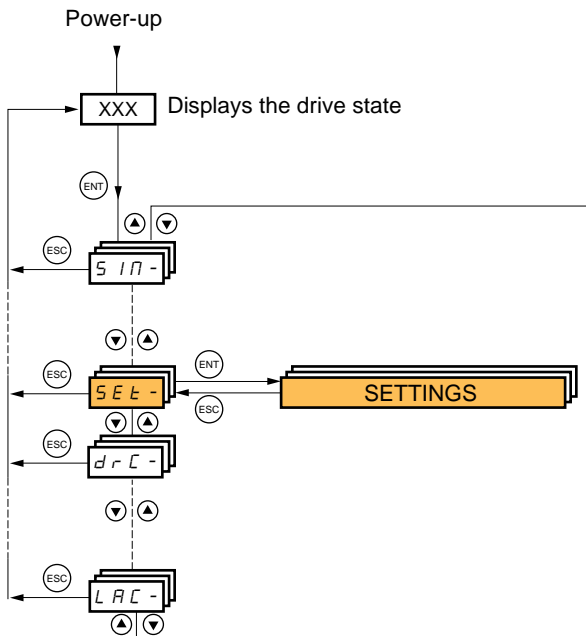 Power-up
XXX Displays the drive state
ENT
ESC
SIM-
ESC
ENT
SEt- SETTINGS
ESC
ESC
drC-
ESC
LAC-